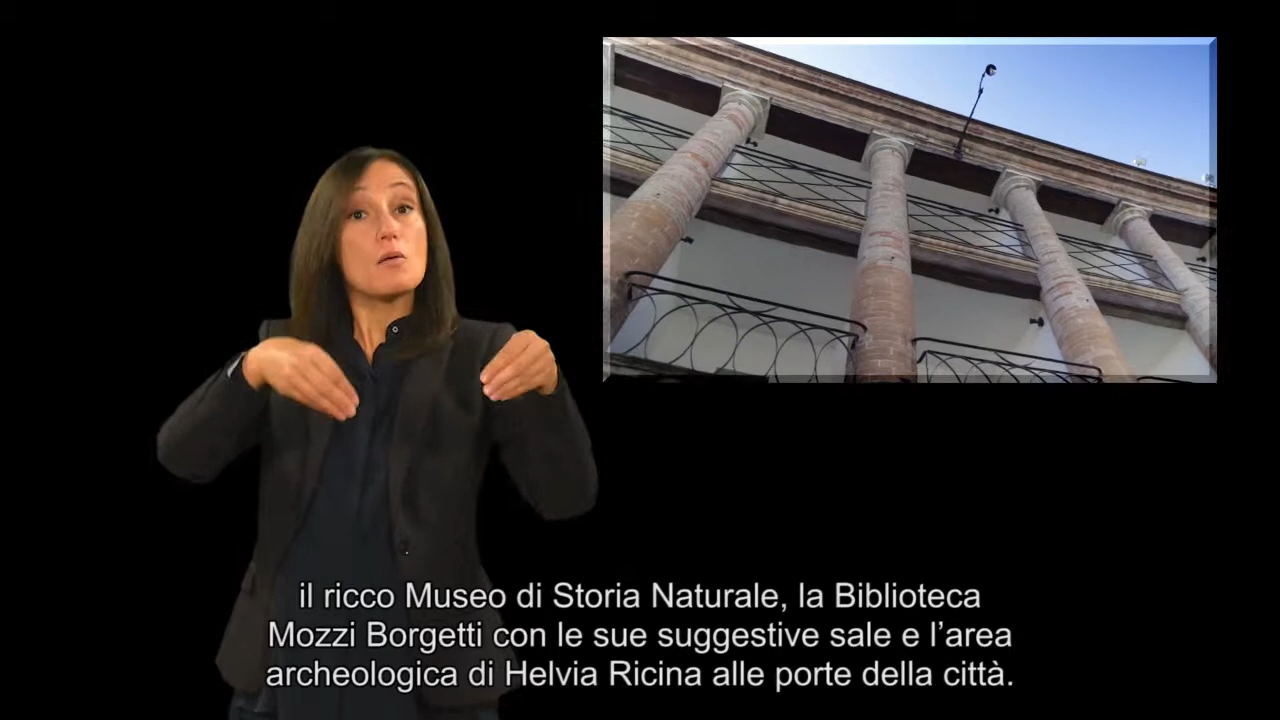 il ricco Museo di Storia Naturale, la Biblioteca
Mozzi Borgetti con le sue suggestive sale e l’area
archeologica di Helvia Ricina alle porte della città.